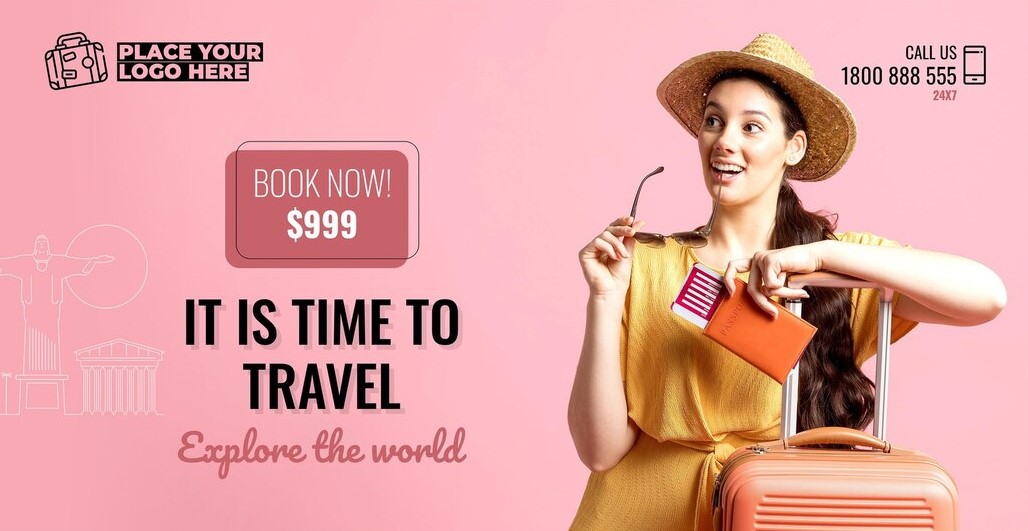 PLACE YOUR
LOGO HERE
CALL US
1800 888 555
24X7
BOOK NOW!
$999
IT IS TIME TO
TRAVEL
Explore the world
PASSPORT